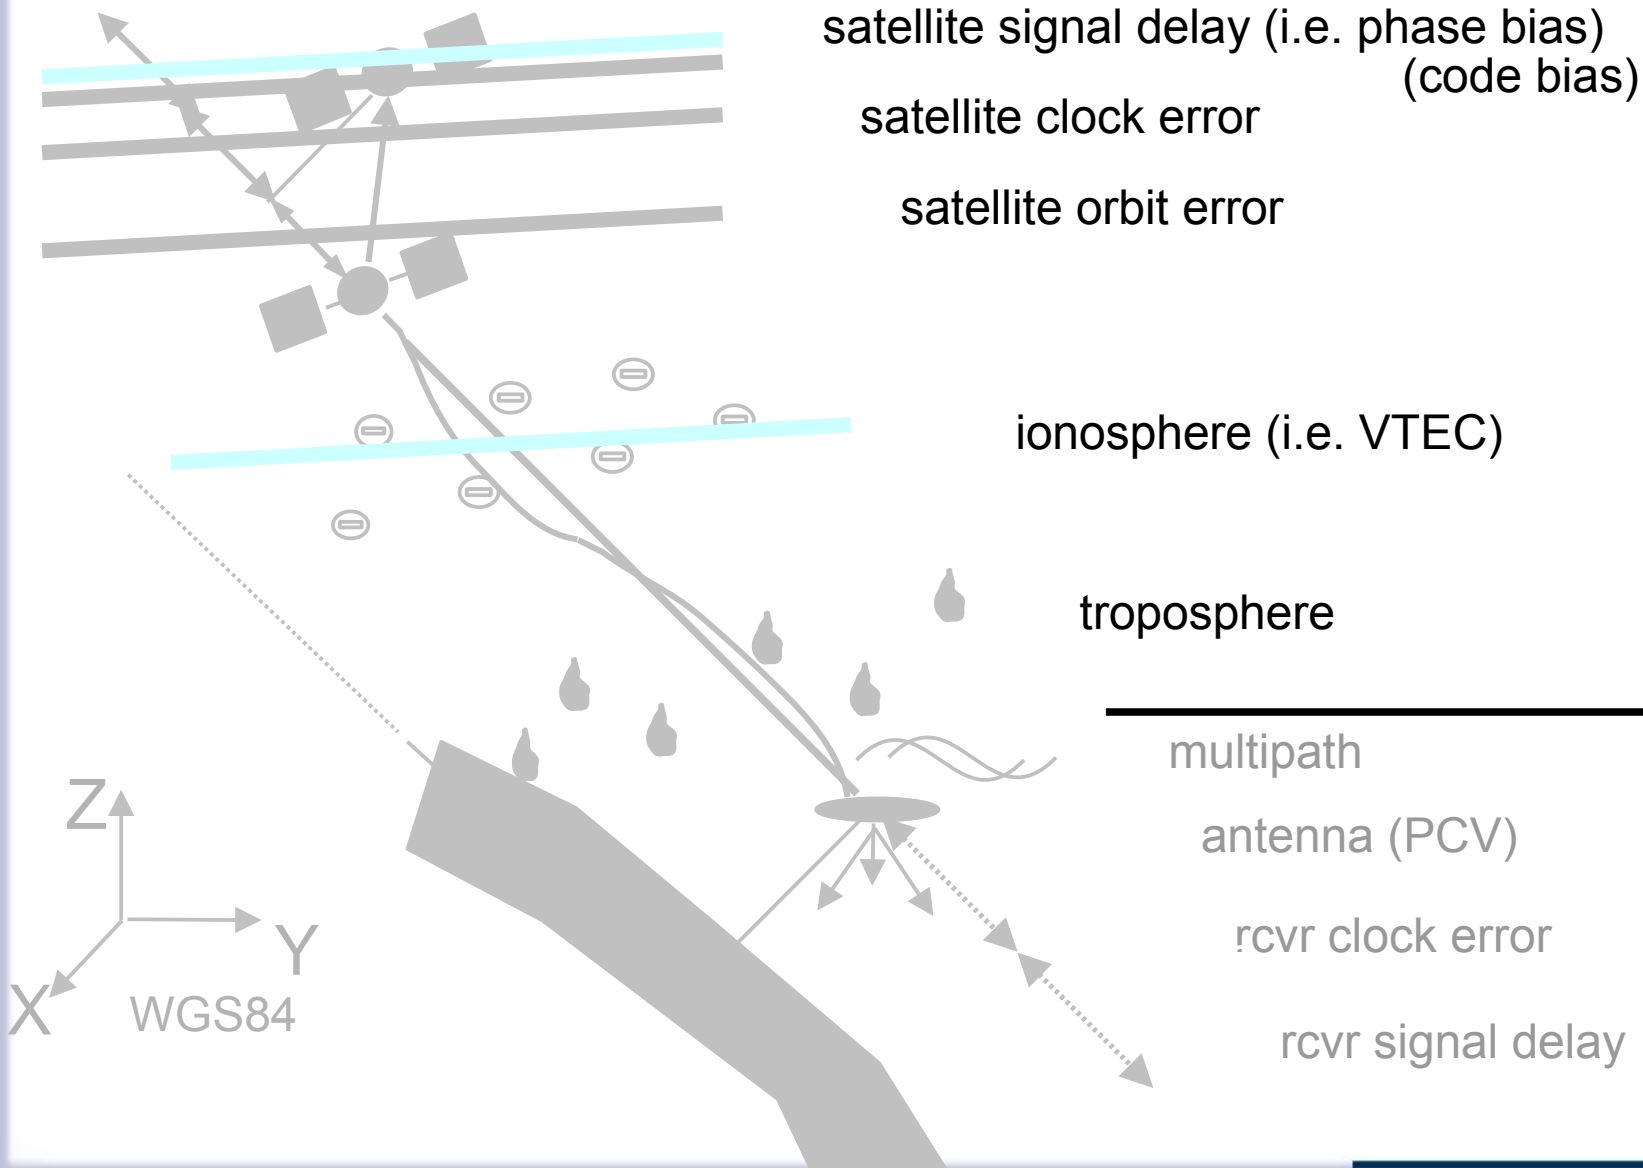 satellite signal delay (i.e. phase bias)
(code bias)
satellite clock error
satellite orbit error
ionosphere (i.e. VTEC)
troposphere
multipath
antenna (PCV)
rcvr clock error
rcvr signal delay
Z
Y
X
WGS84